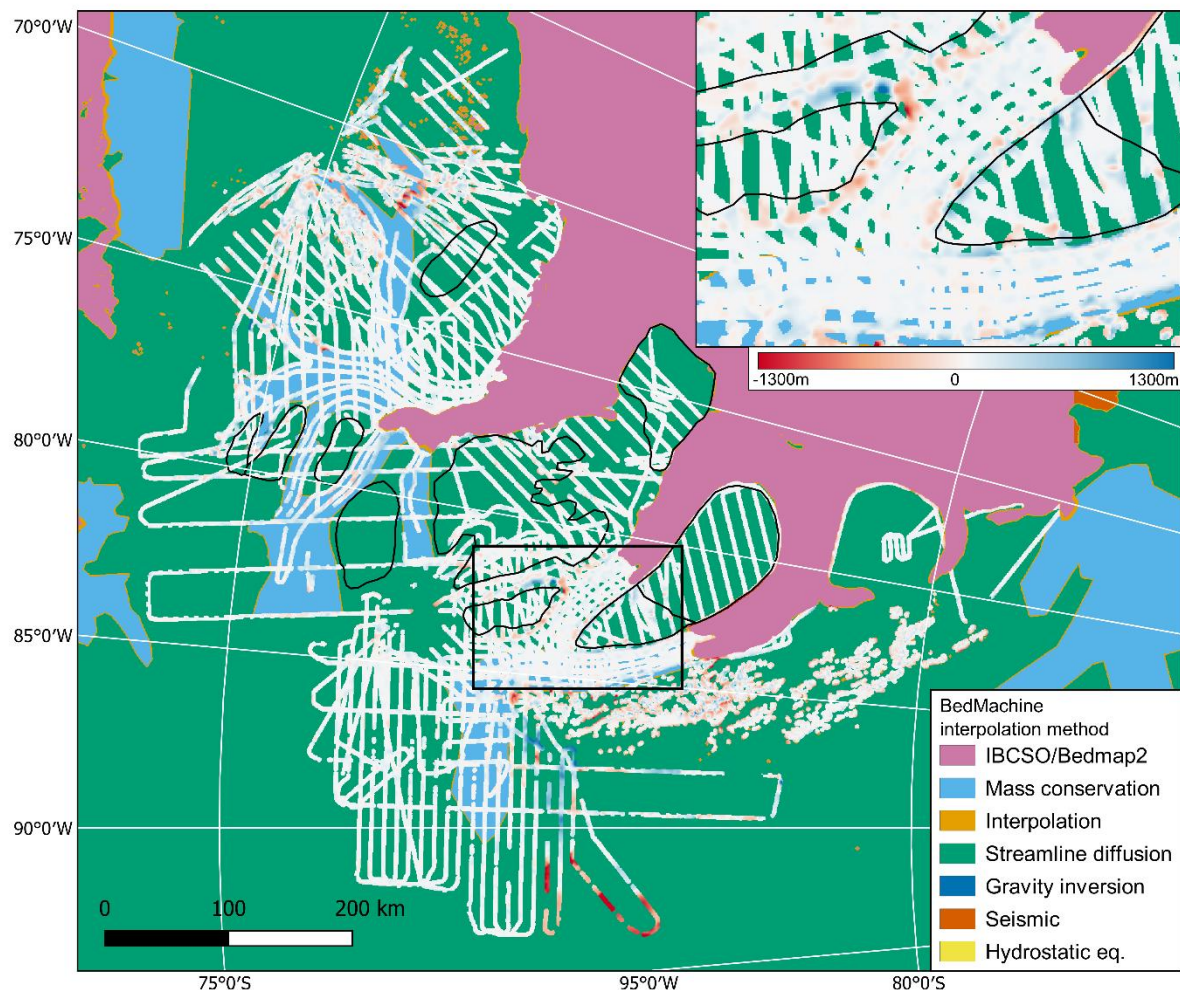 70°0'W
75°0'W
80°0'W
85°0'W
90°0'W
-1300m 0 1300m
0 100 200 km
BedMachine
interpolation method
IBCSO/Bedmap2
Mass conservation
Interpolation
Streamline diffusion
Gravity inversion
Seismic
Hydrostatic eq.
75°0'S 95°0'W 80°0'S